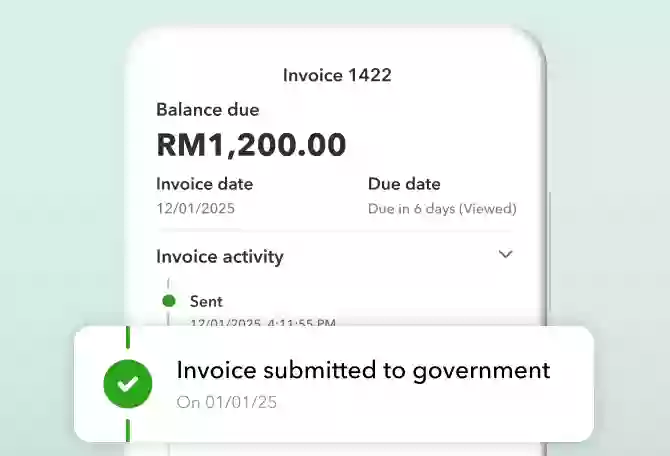 Invoice 1422
Balance due
RM1,200.00
Invoice date
Due date
12/01/2025
Due in 6 days (Viewed)
Invoice activity
Sent
12/01/2025, 4:11:55 PM
Invoice submitted to government
On 01/01/25